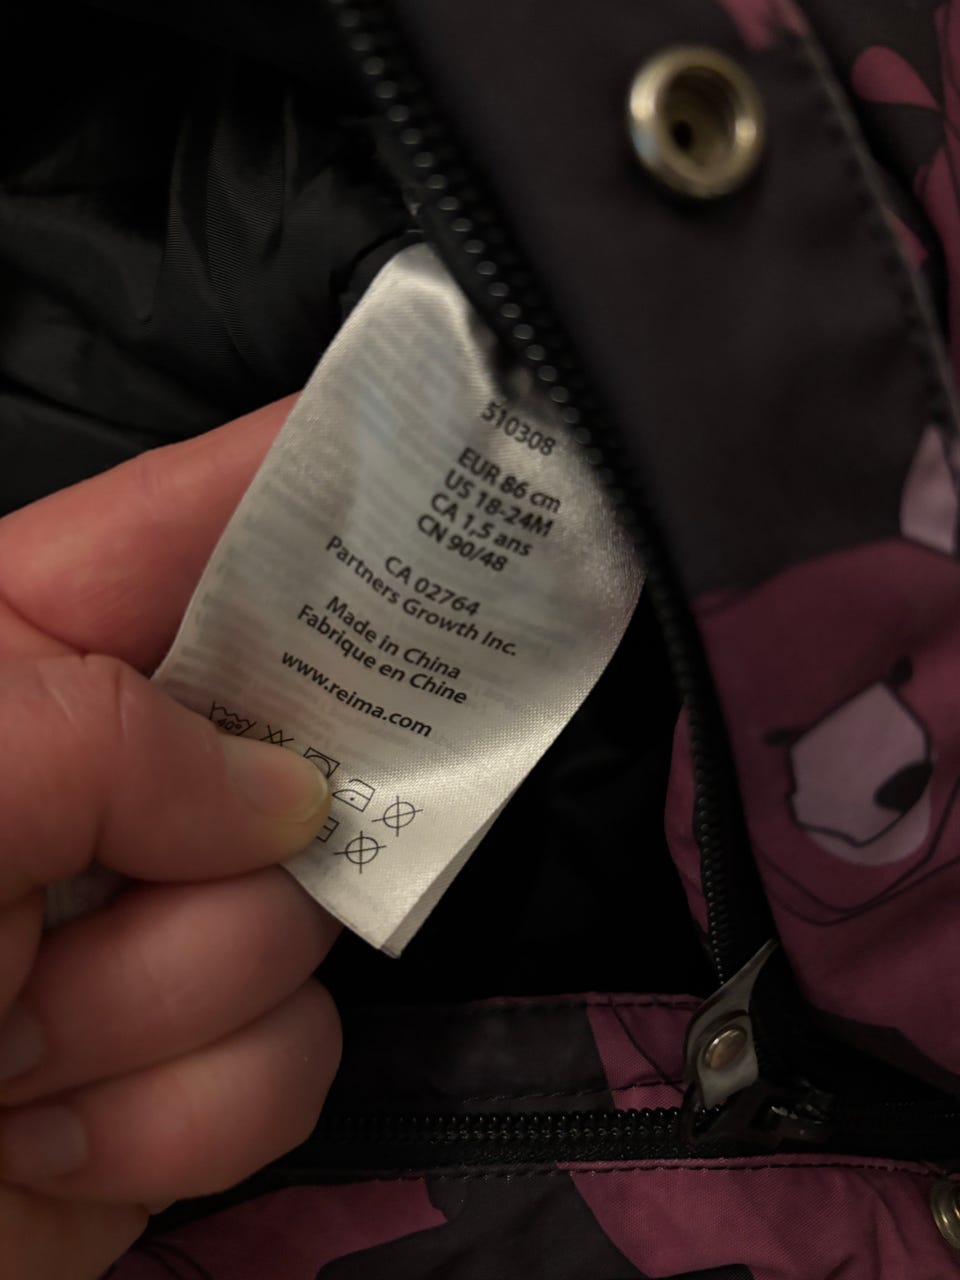 510308
EUR 86 cm
US 18-24M
CA 1,5 ans
CN 90/48
CA 02764
Partners Growth Inc.
Made in China
Fabrique en Chine
www.reima.com
40°